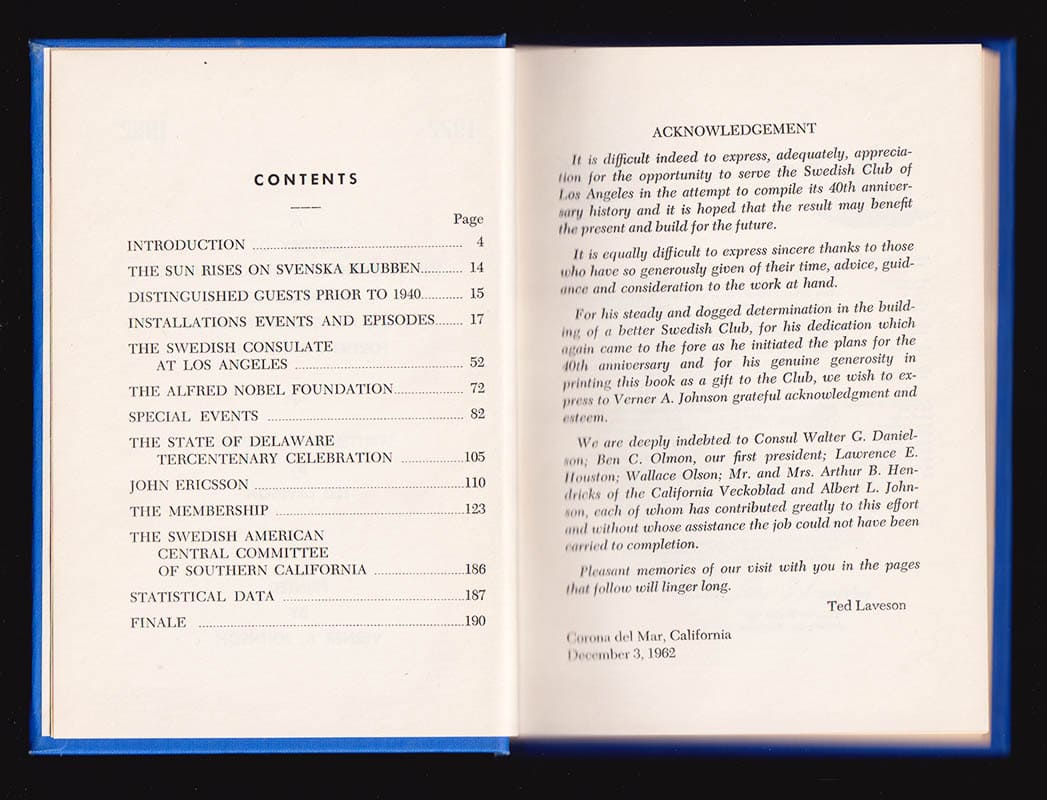 CONTENTS
Page
INTRODUCTION ........ 4
THE SUN RISES ON SVENSKA KLUBBEN........ 14
DISTINGUISHED GUESTS PRIOR TO 1940........ 15
INSTALLATIONS EVENTS AND EPISODES........ 17
THE SWEDISH CONSULATE
AT LOS ANGELES ........ 52
THE ALFRED NOBEL FOUNDATION........ 72
SPECIAL EVENTS ........ 82
THE STATE OF DELAWARE
TERCENTENARY CELEBRATION ........105
JOHN ERICSSON ........110
THE MEMBERSHIP ........123
THE SWEDISH AMERICAN
CENTRAL COMMITTEE
OF SOUTHERN CALIFORNIA ........186
STATISTICAL DATA ........187
FINALE ........190
ACKNOWLEDGEMENT
It is difficult indeed to express, adequately, apprecia-
tion for the opportunity to serve the Swedish Club of
Los Angeles in the attempt to compile its 40th anniver-
sary history and it is hoped that the result may benefit
the present and build for the future.
It is equally difficult to express sincere thanks to those
who have so generously given of their time, advice, guid-
ance and consideration to the work at hand.
For his steady and dogged determination in the build-
ing of a better Swedish Club, for his dedication which
again came to the fore as he initiated the plans for the
40th anniversary and for his genuine generosity in
printing this book as a gift to the Club, we wish to ex-
press to Verner A. Johnson grateful acknowledgment and
esteem.
We are deeply indebted to Consul Walter G. Daniel-
son; Ben C. Olmon, our first president; Lawrence E.
Houston; Wallace Olson; Mr. and Mrs. Arthur B. Hen-
dricks of the California Veckoblad and Albert L. John-
son, each of whom has contributed greatly to this effort
and without whose assistance the job could not have been
carried to completion.
Pleasant memories of our visit with you in the pages
that follow will linger long.
Ted Laveson
Corona del Mar, California
December 3, 1962